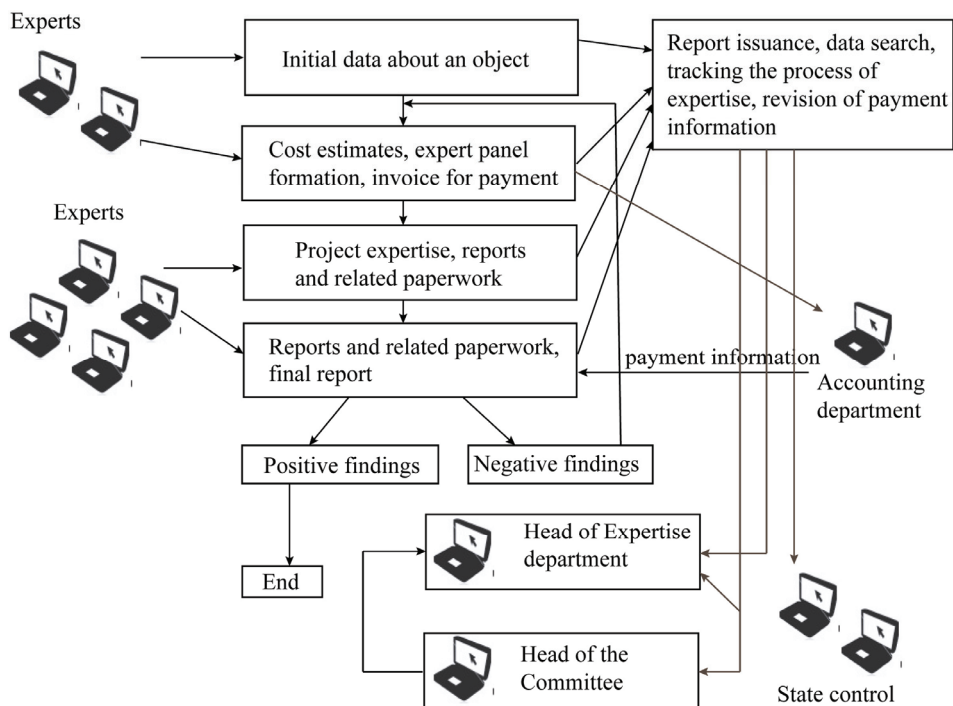 Experts
Initial data about an object
Report issuance, data search,
tracking the process of
expertise, revision of payment
information
Cost estimates, expert panel
formation, invoice for payment
Experts
Project expertise, reports
and related paperwork
Reports and related paperwork,
final report
payment information
Accounting
department
Positive findings
Negative findings
Head of Expertise
department
End
Head of the
Committee
State control